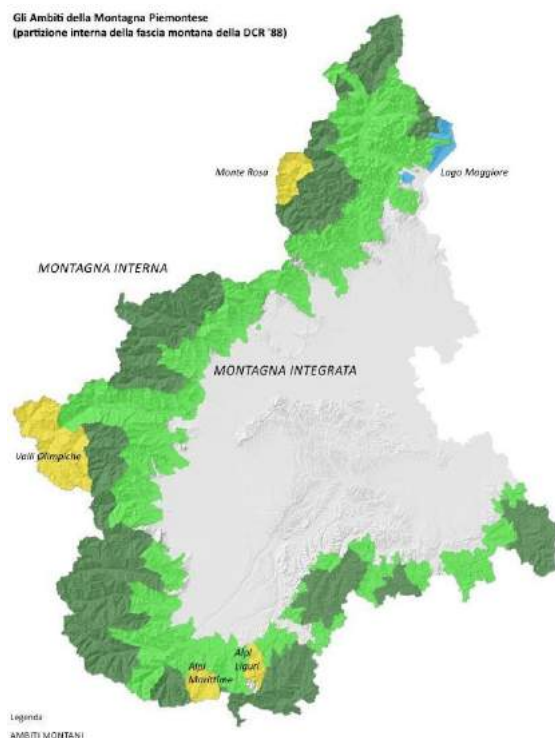 Gli Ambiti della Montagna Piemontese
(partizione interna della fascia montana della DCR '88)
Monte Rosa
Lago Maggiore
MONTAGNA INTERNA
MONTAGNA INTEGRATA
Valli Olimpiche
Alpi
Liguri
Alpi
Marittime
Legenda
AMBITI MONTANI